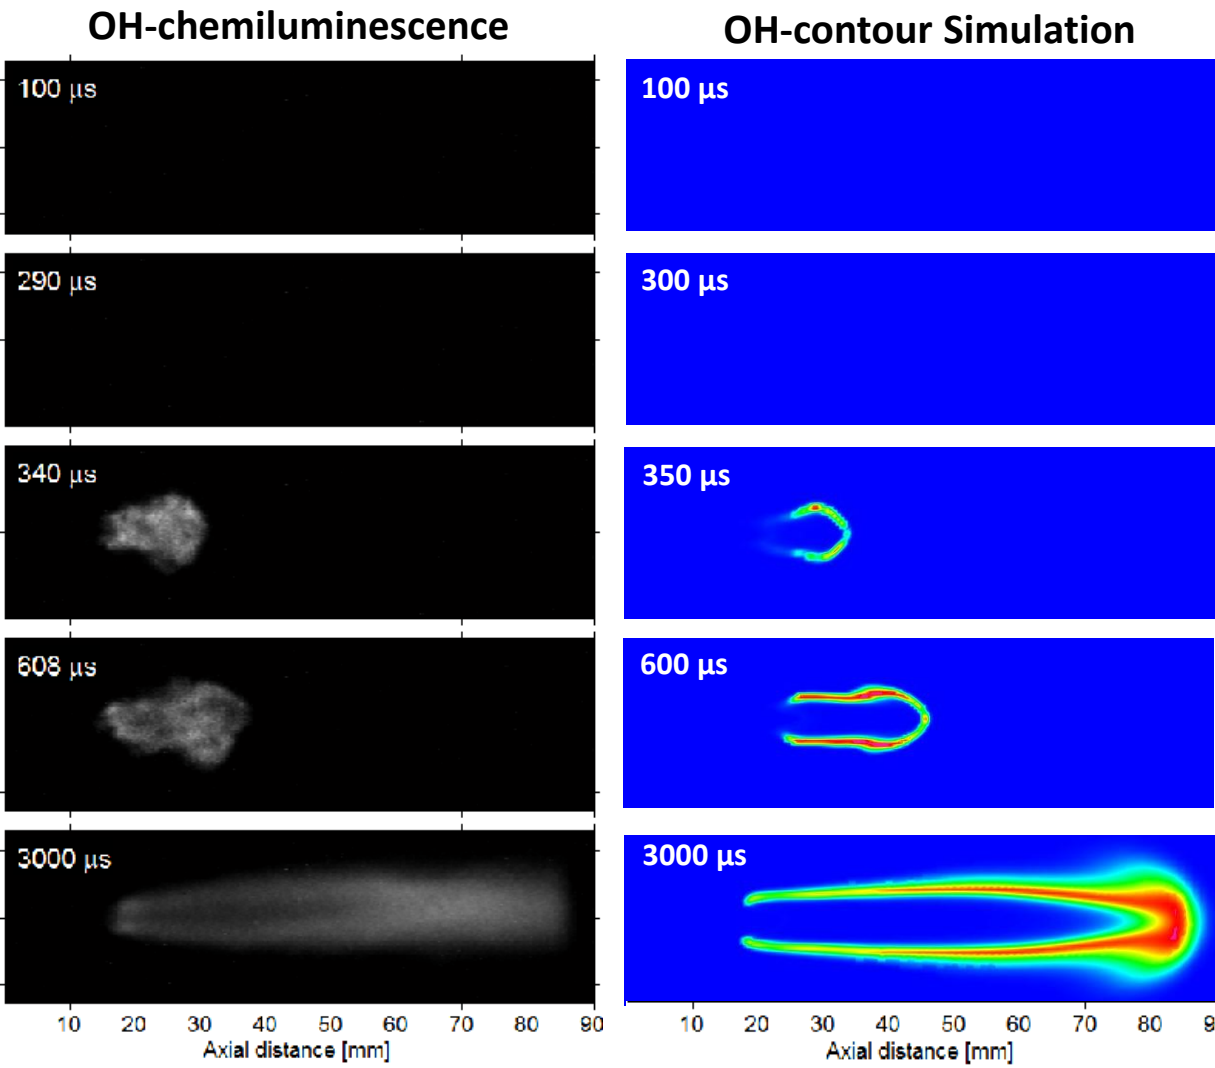 OH-chemiluminescence
OH-contour Simulation
100 µs
100 µs
290 µs
300 µs
340 µs
350 µs
608 µs
600 µs
3000 µs
3000 µs
10 20 30 40 50 60 70 80 90
10 20 30 40 50 60 70 80 9
Axial distance [mm]
Axial distance [mm]